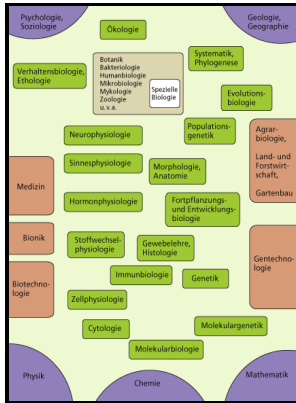 Psychologie,
Soziologie
Geologie,
Geographie
Ökologie
Systematik,
Phylogenese
Botanik
Bakteriologie
Humanbiologie
Mikrobiologie
Mykologie
Zoologie
u.v.a.
Spezielle
Biologie
Verhaltensbiologie,
Ethologie
Evolutions-
biologie
Populations-
genetik
Neurophysiologie
Agrar-
biologie,
Land- und
Forstwirt-
schaft,
Gartenbau
Sinnesphysiologie
Morphologie,
Anatomie
Medizin
Hormonphysiologie
Fortpflanzungs-
und Entwicklungs-
biologie
Bionik
Stoffwechsel-
physiologie
Gewebelehre,
Histologie
Gentechno-
logie
Biotechno-
logie
Immunbiologie
Genetik
Zellphysiologie
Cytologie
Molekulargenetik
Molekularbiologie
Physik
Chemie
Mathematik